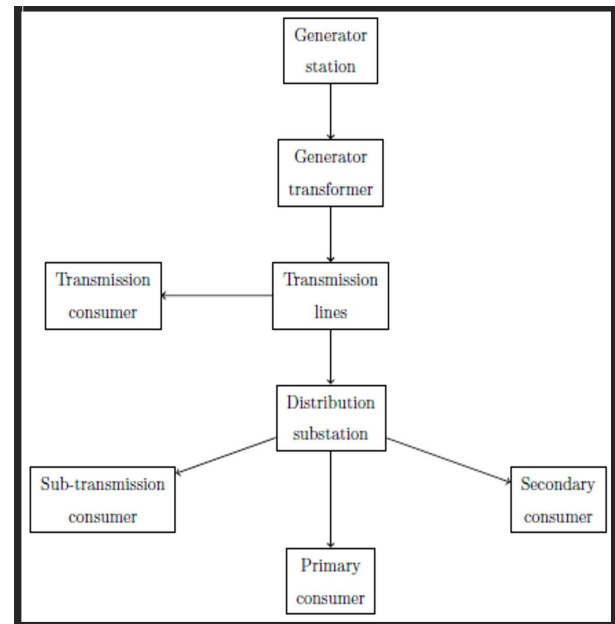 Generator
station
Generator
transformer
Transmission
consumer
Transmission
lines
Distribution
substation
Sub-transmission
consumer
Secondary
consumer
Primary
consumer